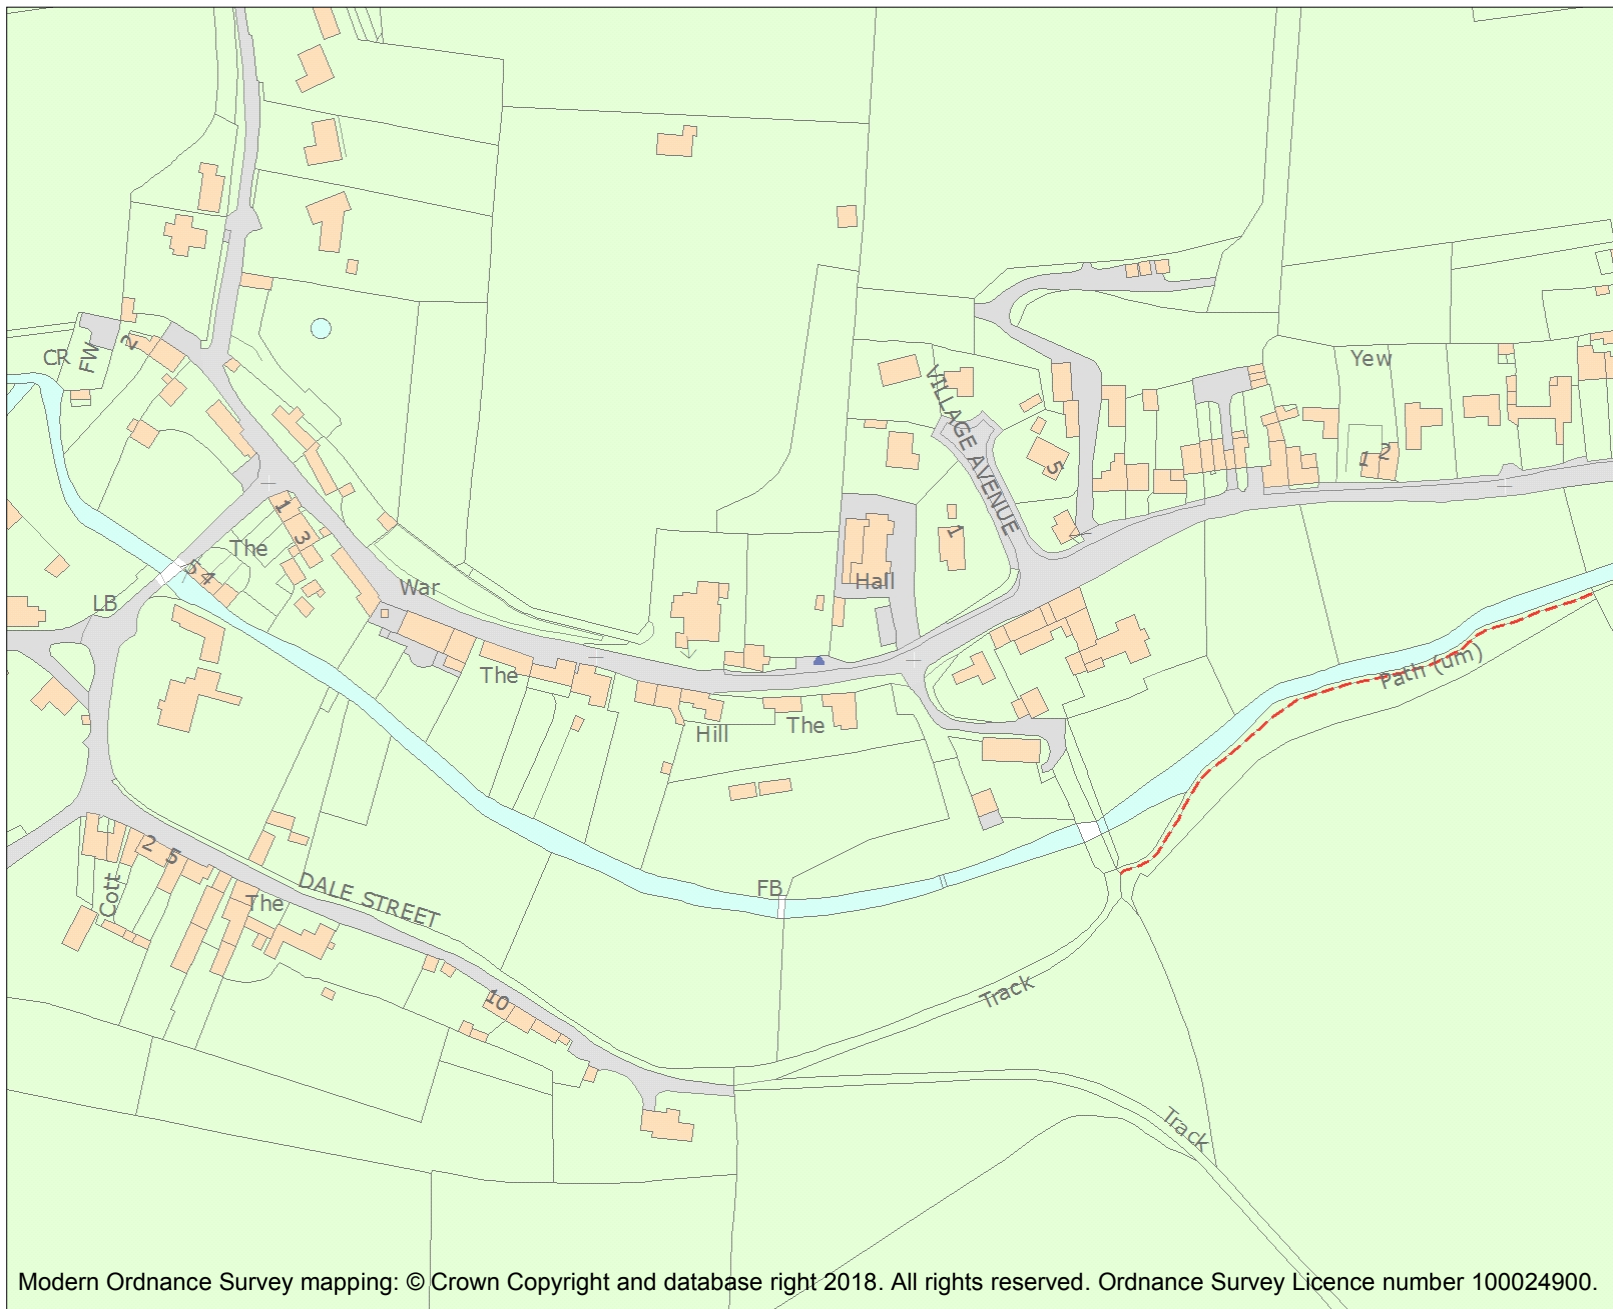 CR
FW
2
Yew
VILLAGE AVENUE
5
1 2
1
3
The
5 4
1
War
Hall
LB
The
Hill
The
Path (um)
2
5
Cott
The
DALE STREET
FB
10
Track
Track
Modern Ordnance Survey mapping: © Crown Copyright and database right 2018. All rights reserved. Ordnance Survey Licence number 100024900.